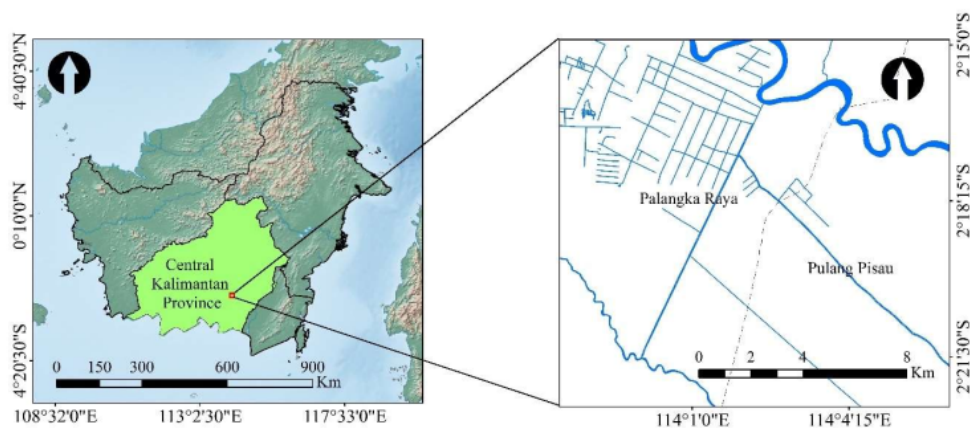 4°40'30"N
0°10'0"N
4°20'30"S
Central
Kalimantan
Province
0 150 300 600 900
Km
108°32'0"E 113°2'30"E 117°33'0"E
Palangka Raya
Pulang Pisau
0 2 4 8
Km
2°15'0"S
2°18'15"S
2°21'30"S
114°1'0"E 114°4'15"E